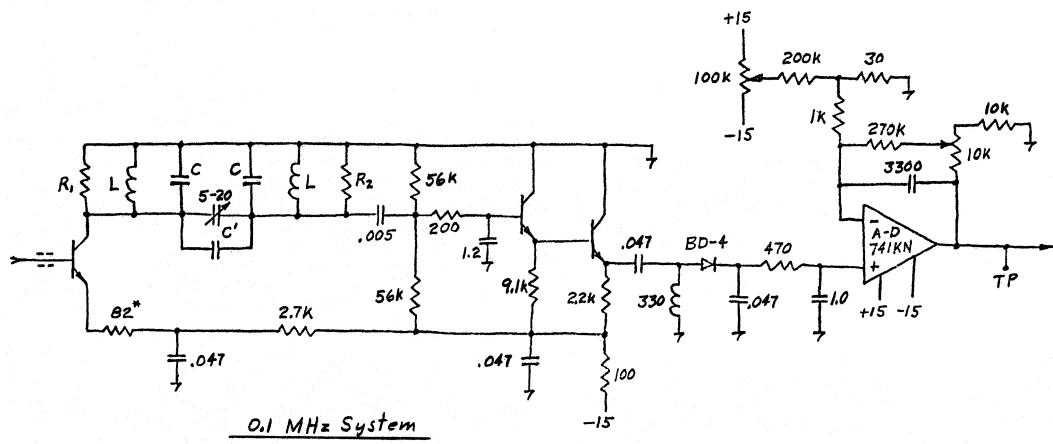 +15
100K
-15
200K
30
1K
270K
10K
10K
3300
R₁
L
C
C
L
R₂
56K
5-20
C'
.005
200
1.2
56K
9.1K
2.2K
.047
BD-4
470
330
.047
1.0
−
A-D
741KN
+
+15 -15
TP
82*
2.7K
.047
.047
100
-15
0.1 MHz System